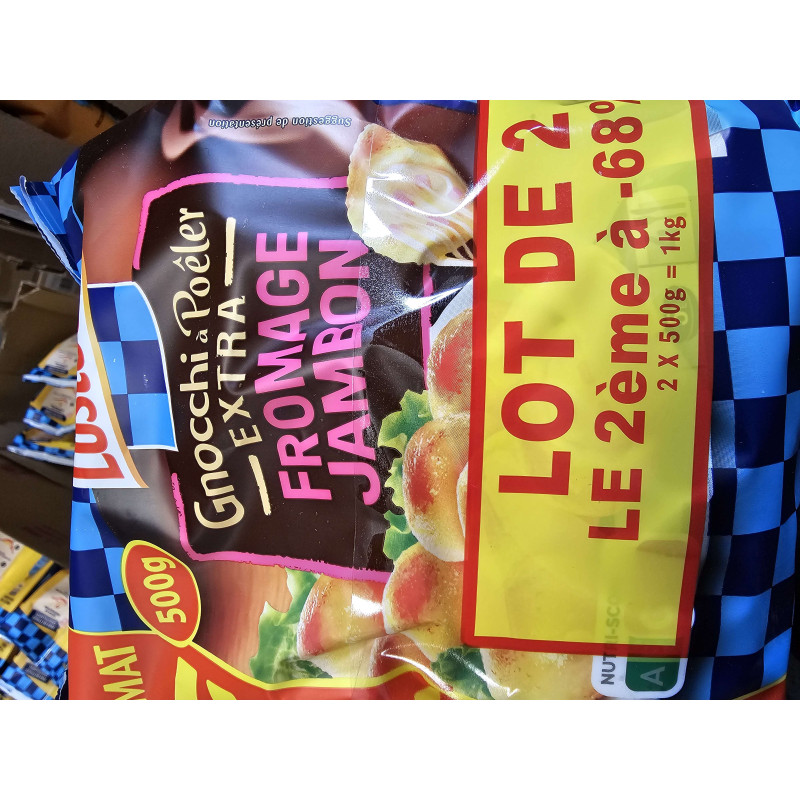 Gnocchi à Poêler
EXTRA
FROMAGE
JAMBON
500g
LOT DE 2
LE 2ème à -68%
2 X 500g = 1kg
Suggestion de présentation
A